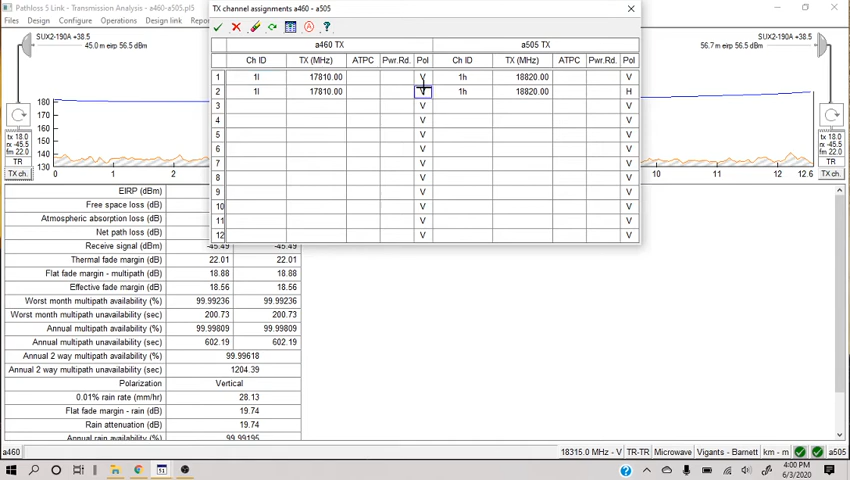 Pathloss 5 Link - Transmission Analysis - a460-a505.pl5
Files Design Operations Design link
TX channel assignments a460 - a505
a460 TX a505 TX
Ch ID TX (MHz) ATPC Pwr.Rd. Pol Ch ID TX (MHz) ATPC Pwr.Rd. Pol
1 1l 17810.00 V 1h 18820.00 V
2 1l 17810.00 V 1h 18820.00 H
3 V V
4 V V
5 V V
6 V V
7 V V
8 V V
9 V V
10 V V
11 V V
12 V V
SUX2-190A #38.5
45.0 m eirp 56.5 dBm
SUX2-190A #38.5
56.7 m eirp 56.5 dBm
180
170
160
150
140
130
0 1 2 10 11 12 12.6
tx 18.0
rx -45.5
fm 22.0
TR
TX ch.
tx 18.0
rx -45.5
fm 22.0
TR
TX ch.
EIRP (dBm)
Free space loss (dB)
Atmospheric absorption loss (dB)
Net path loss (dB)
Receive signal (dBm) -45.49 -45.49
Thermal fade margin (dB) 22.01 22.01
Flat fade margin - multipath (dB) 18.88 18.88
Effective fade margin (dB) 18.56 18.56
Worst month multipath availability (%) 99.99236 99.99236
Worst month multipath unavailability (sec) 200.73 200.73
Annual multipath availability (%) 99.99809 99.99809
Annual multipath unavailability (sec) 602.19 602.19
Annual 2 way multipath availability (%) 99.99618
Annual 2 way multipath unavailability (sec) 1204.39
Polarization Vertical
0.01% rain rate (mm/hr) 28.13
Flat fade margin - rain (dB) 19.74
Rain attenuation (dB) 19.74
Annual rain availability (%) 99.99195
a460 18315.0 MHz - V TR-TR Microwave Vigants - Barnett km - m a505
4:00 PM
6/3/2020